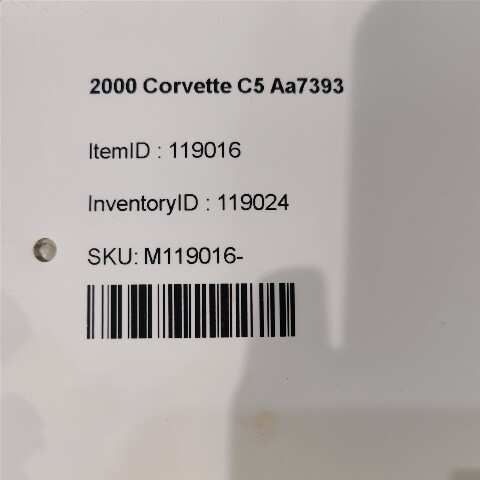 2000 Corvette C5 Aa7393
ItemID : 119016
InventoryID : 119024
SKU: M119016-